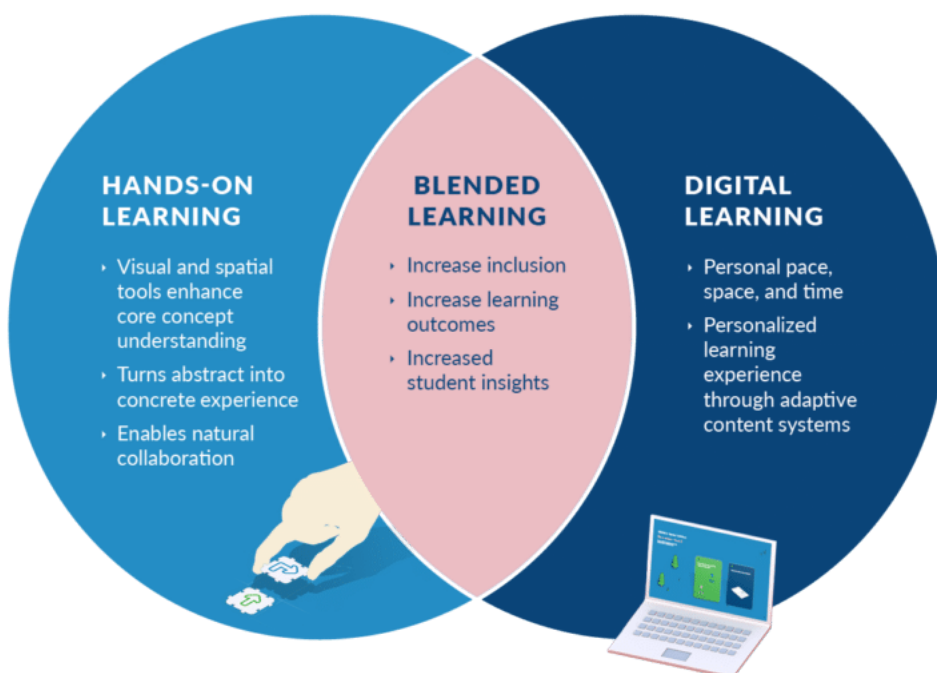 HANDS-ON
LEARNING
‣ Visual and spatial
tools enhance
core concept
understanding
‣ Turns abstract into
concrete experience
‣ Enables natural
collaboration
BLENDED
LEARNING
‣ Increase inclusion
‣ Increase learning
outcomes
‣ Increased
student insights
DIGITAL
LEARNING
‣ Personal pace,
space, and time
‣ Personalized
learning
experience
through adaptive
content systems